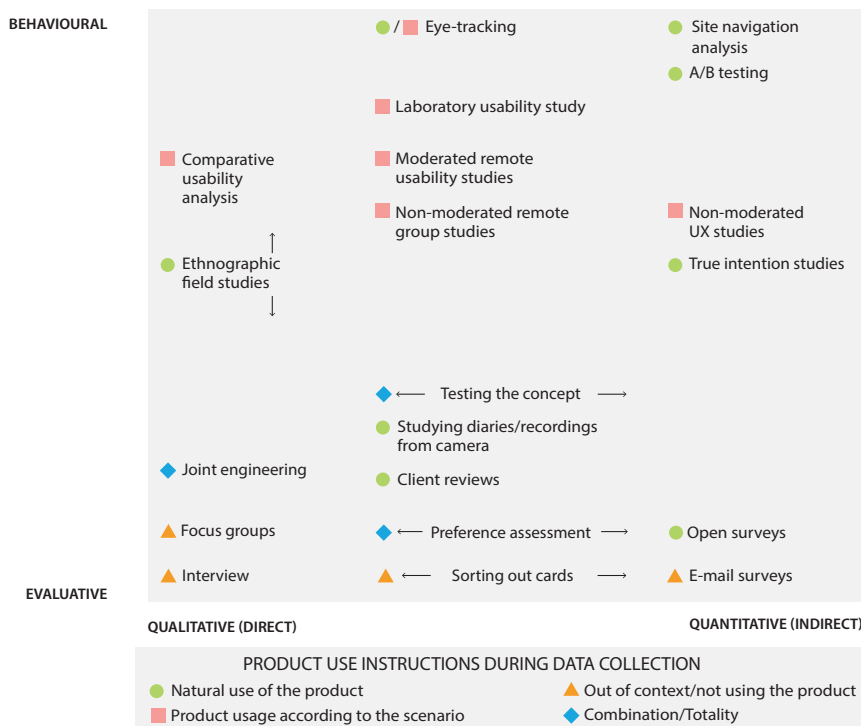 BEHAVIOURAL
/ Eye-tracking
Site navigation
analysis
A/B testing
Laboratory usability study
Comparative
usability
analysis
Moderated remote
usability studies
Non-moderated remote
group studies
Non-moderated
UX studies
Ethnographic
field studies
True intention studies
Testing the concept
Studying diaries/recordings
from camera
Joint engineering
Client reviews
Focus groups
Preference assessment
Open surveys
Interview
Sorting out cards
E-mail surveys
EVALUATIVE
QUALITATIVE (DIRECT)
QUANTITATIVE (INDIRECT)
PRODUCT USE INSTRUCTIONS DURING DATA COLLECTION
Natural use of the product
Out of context/not using the product
Product usage according to the scenario
Combination/Totality